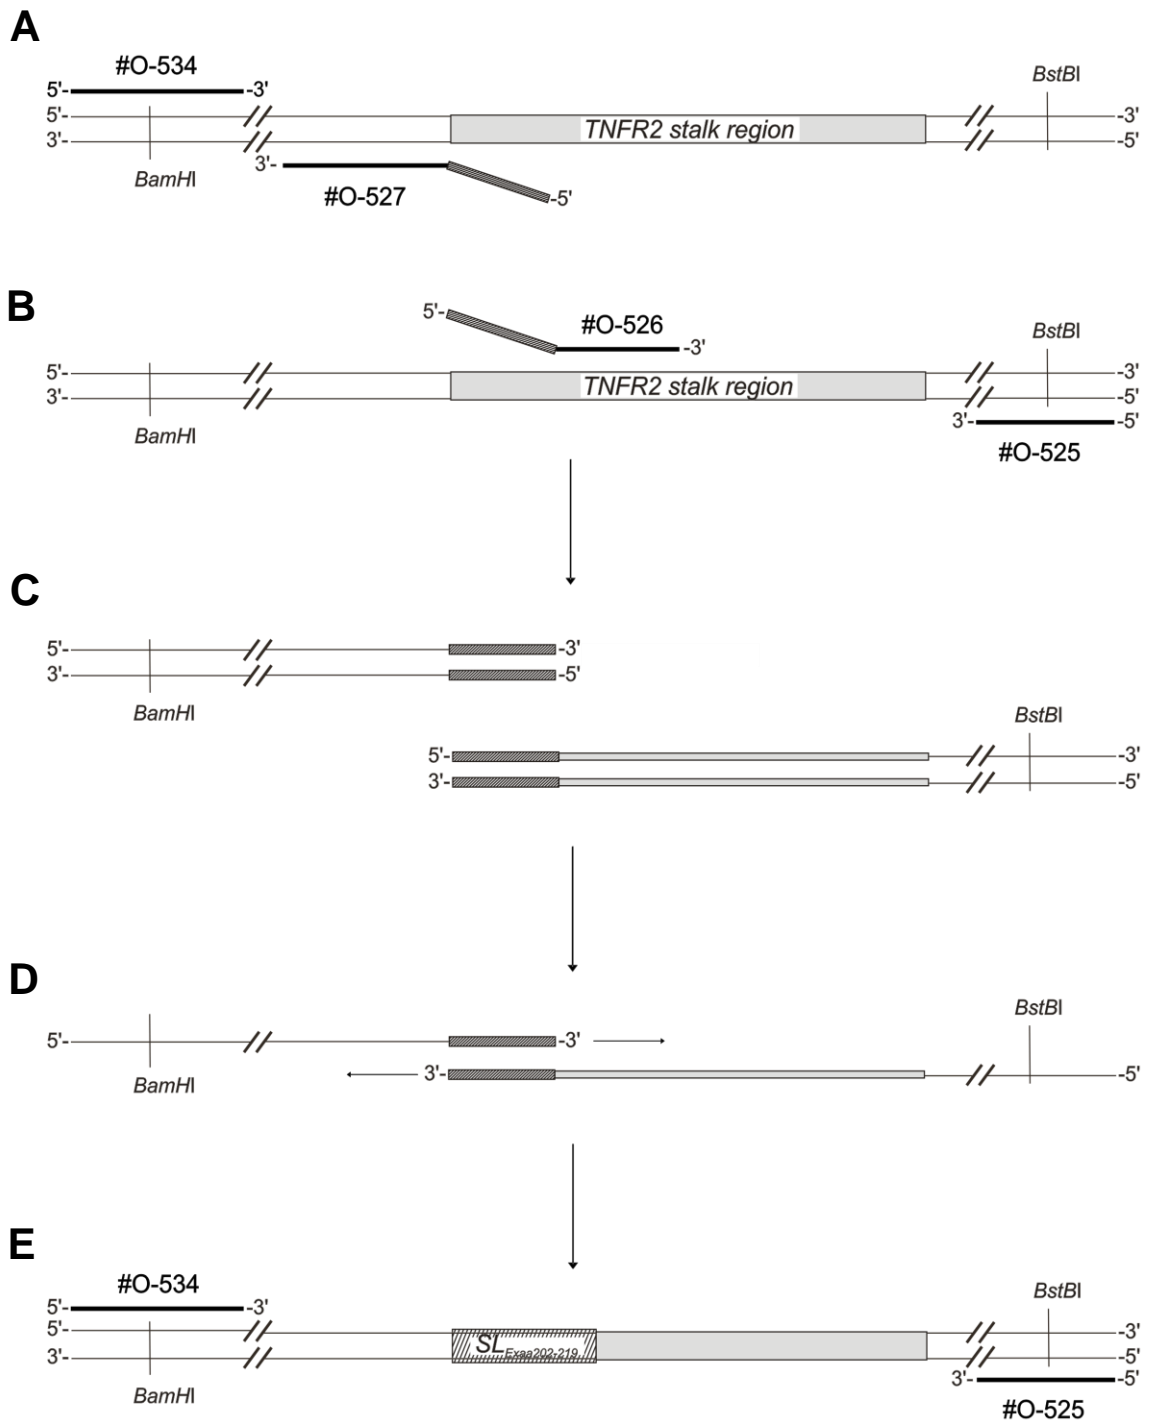 A
#O-534
5'- -3'
BstBI
5'- -3'
TNFR2 stalk region
3'- -5'
3'-
BamHI
#O-527
-5'
B
5'-
#O-526
BstBI
-3'
5'- -3'
TNFR2 stalk region
3'- -5'
3'- -5'
BamHI
#O-525
C
5'- -3'
3'- -5'
BamHI
BstBI
5'- -3'
3'- -5'
D
BstBI
5'- -3'
3'- -5'
BamHI
E
#O-534
BstBI
5'- -3'
5'- -3'
SL Exaa202-219
3'- -5'
3'- -5'
BamHI
#O-525